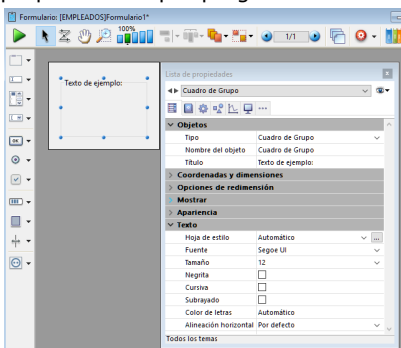 Formulario: [EMPLEADOS]Formulario1*
100%
1/1
Texto de ejemplo:
Lista de propiedades
Cuadro de Grupo
Objetos
Tipo Cuadro de Grupo
Nombre del objeto Cuadro de Grupo
Título Texto de ejemplo:
Coordenadas y dimensiones
Opciones de redimensión
Mostrar
Apariencia
Texto
Hoja de estilo Automático ...
Fuente Segoe UI
Tamaño 12
Negrita
Cursiva
Subrayado
Color de letras Automático
Alineación horizontal Por defecto
Todos los temas